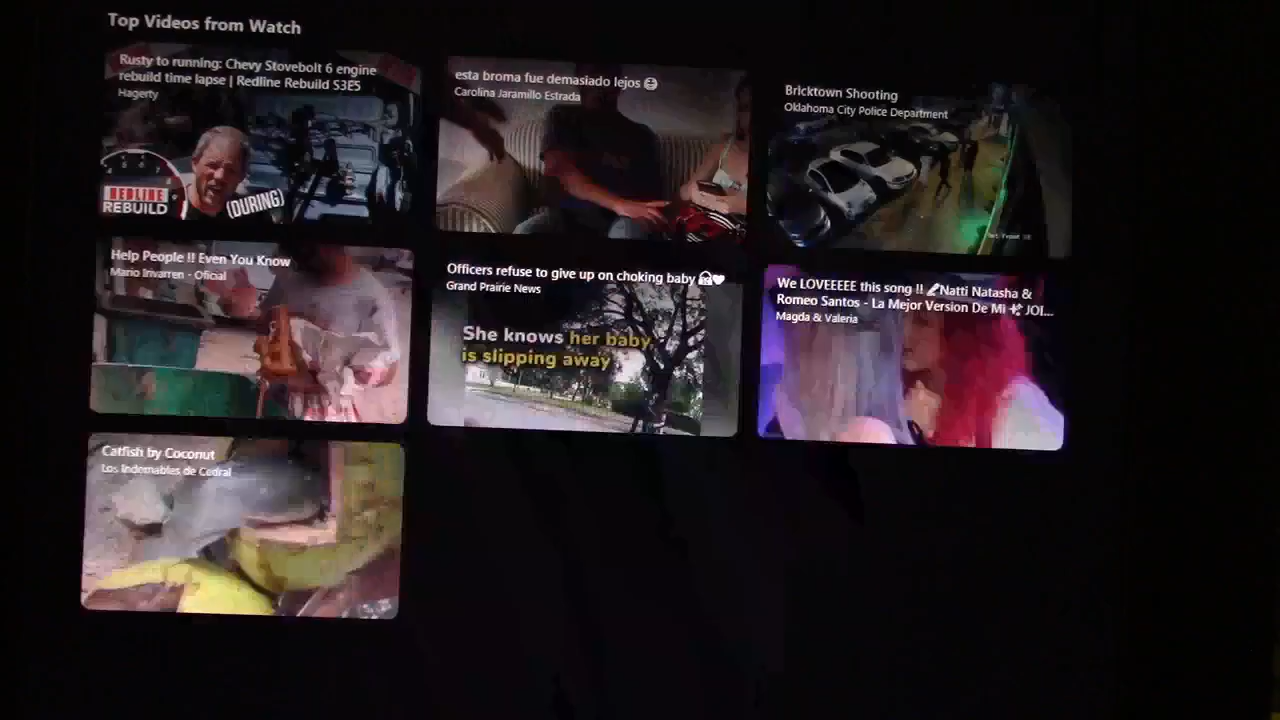 Top Videos from Watch
Rusty to running: Chevy Stovebolt 6 engine
rebuild time lapse | Redline Rebuild S3E5
Hagerty
REDLINE
REBUILD
(DURING)
esta broma fue demasiado lejos
Carolina Jaramillo Estrada
Bricktown Shooting
Oklahoma City Police Department
Help People !! Even You Know
Mario Irivarren - Oficial
Officers refuse to give up on choking baby
Grand Prairie News
She knows her baby
is slipping away
We LOVEEEEE this song !! Natti Natasha &
Romeo Santos - La Mejor Version De Mi JOI...
Magda & Valeria
Catfish by Coconut
Los Indomables de Cedral